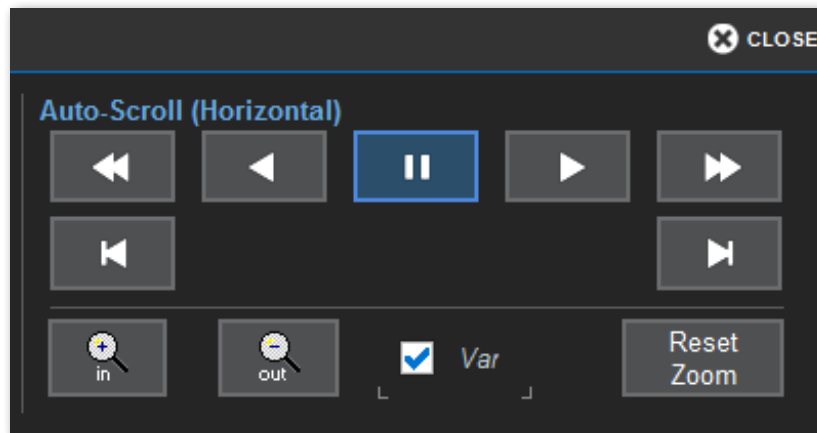 CLOSE
Auto-Scroll (Horizontal)
in
out
Var
Reset
Zoom